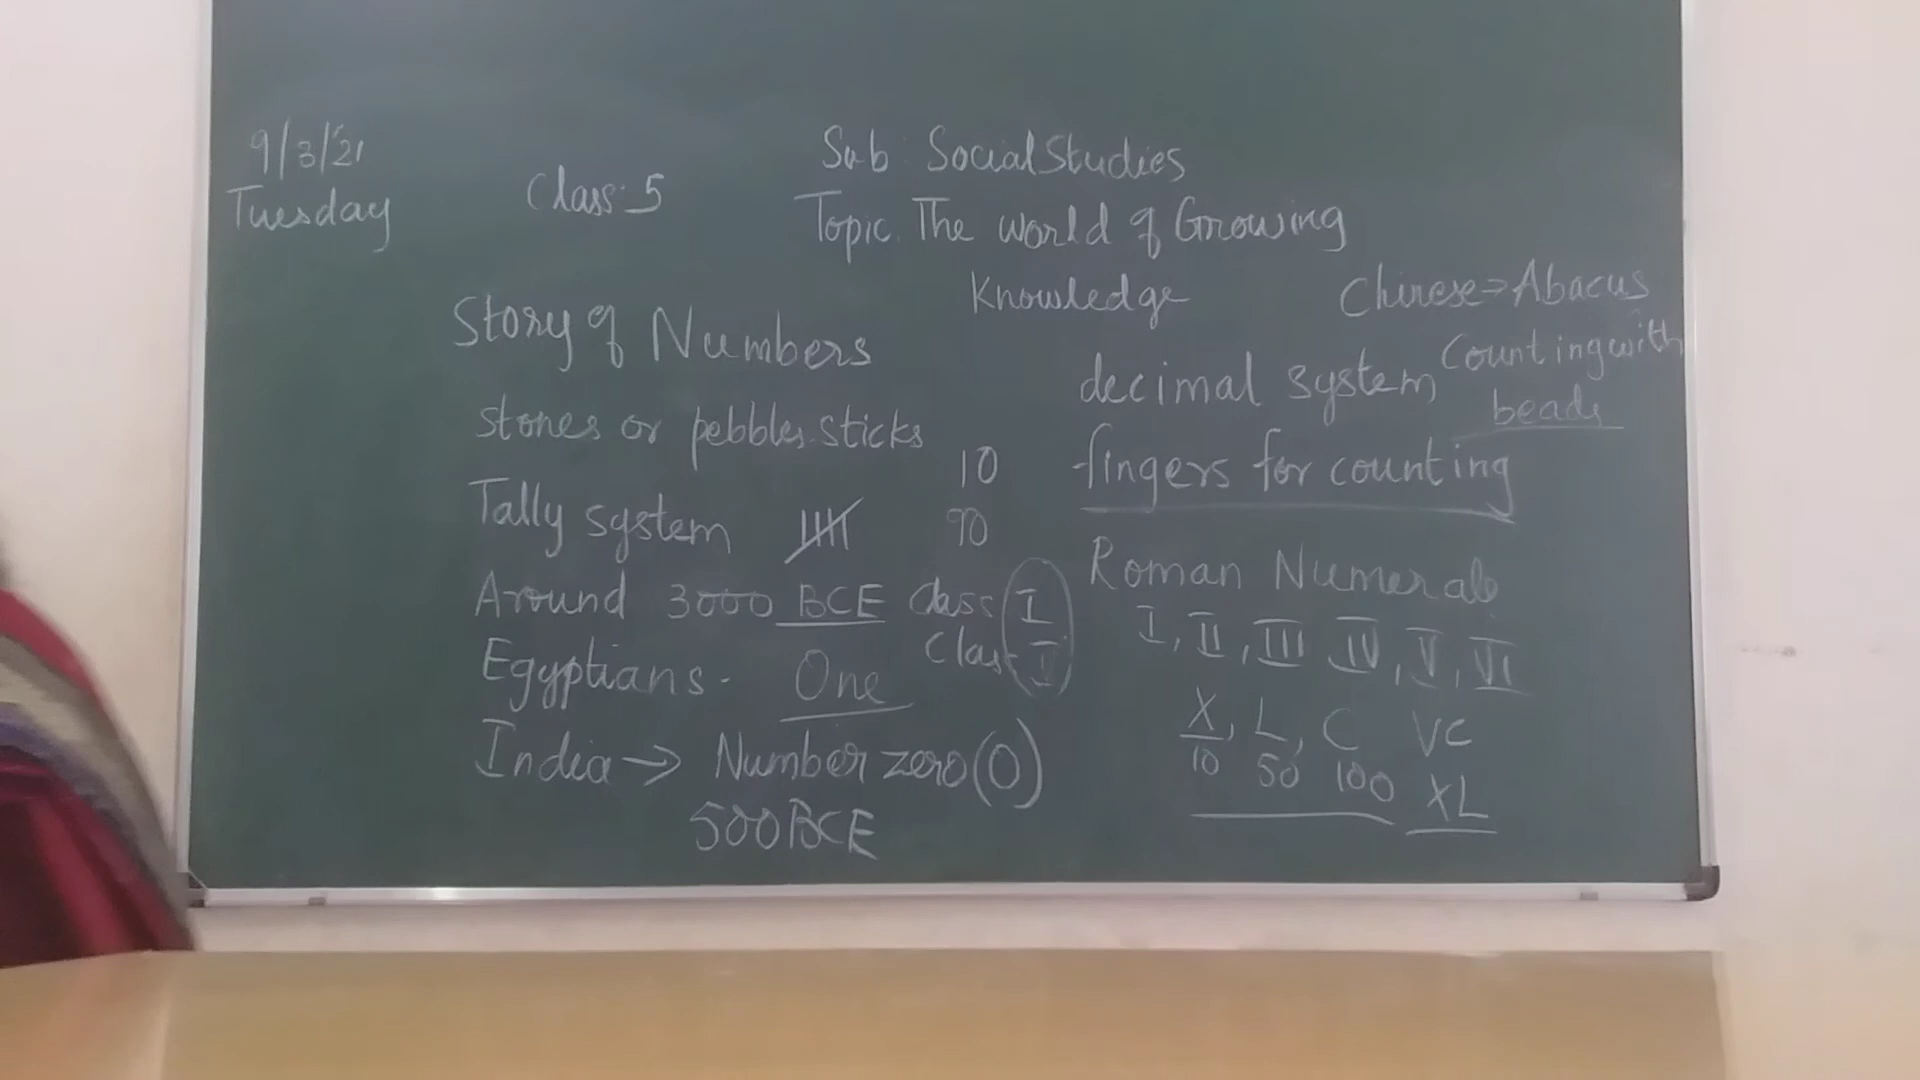 9/3/'21
Tuesday
Class: 5
Sub: Social Studies
Topic: The world of Growing
Knowledge
Story of Numbers
stones or pebbles. sticks
Tally system
10
90
Around 3000 BCE
Class I
Class
Egyptians - One
India → Number zero (0)
500 BCE
Chinese ⇒ Abacus
Counting with
beads
decimal system
fingers for counting
Roman Numerals
I, II, III IV, V, VI
X, L, C VC
10 50 100 XL